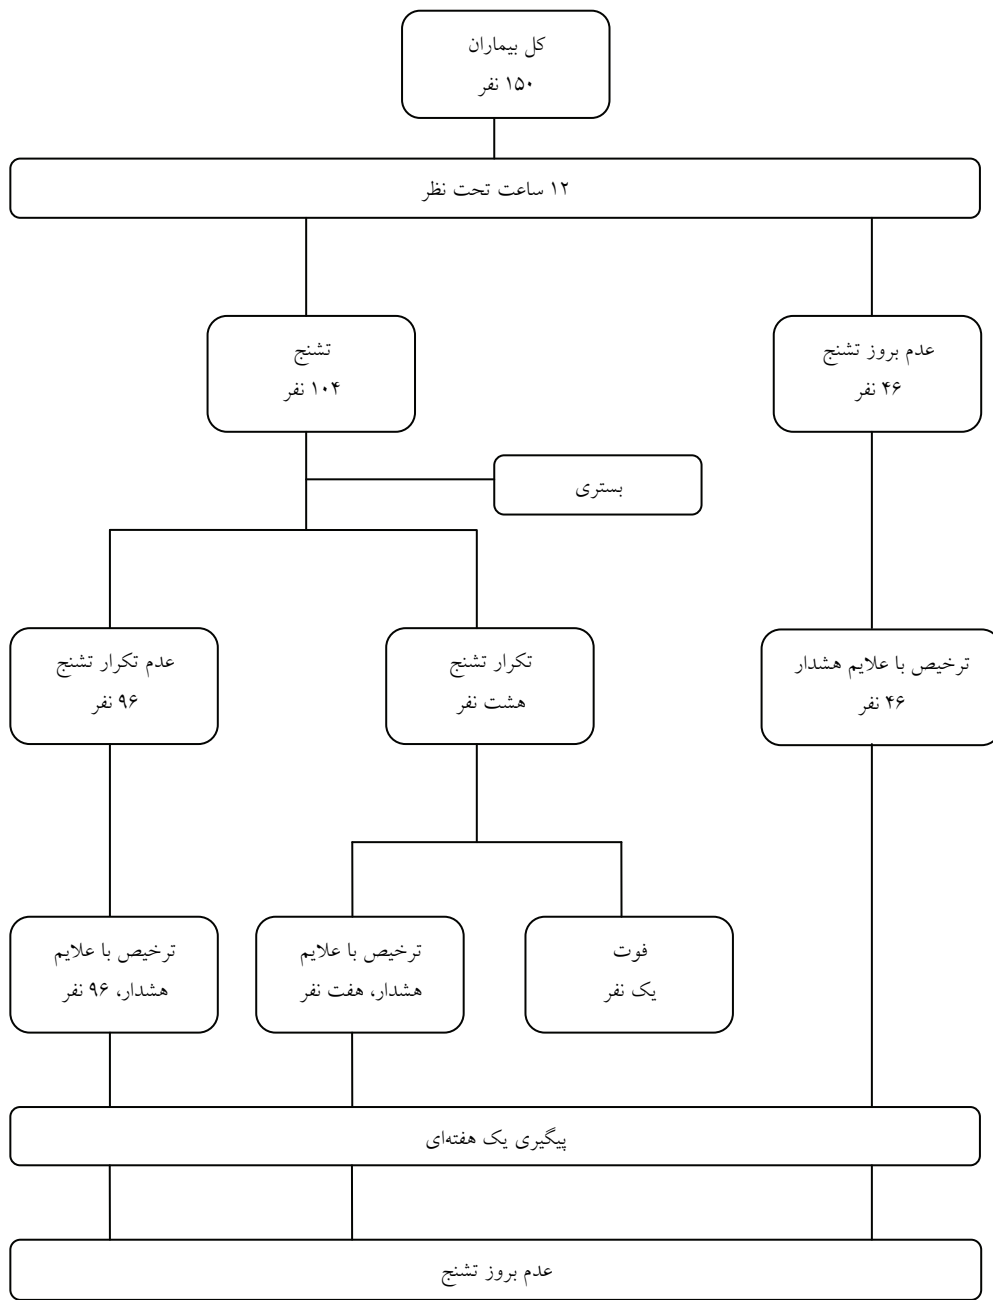 کل بیماران
۱۵۰ نفر
۱۲ ساعت تحت نظر
عدم بروز تشنج
۴۶ نفر
تشنج
۱۰۴ نفر
بستری
ترخیص با علایم هشدار
۴۶ نفر
تکرار تشنج
هشت نفر
عدم تکرار تشنج
۹۶ نفر
فوت
یک نفر
ترخیص با علایم
هشدار، هفت نفر
ترخیص با علایم
هشدار، ۹۶ نفر
پیگیری یک هفته‌ای
عدم بروز تشنج